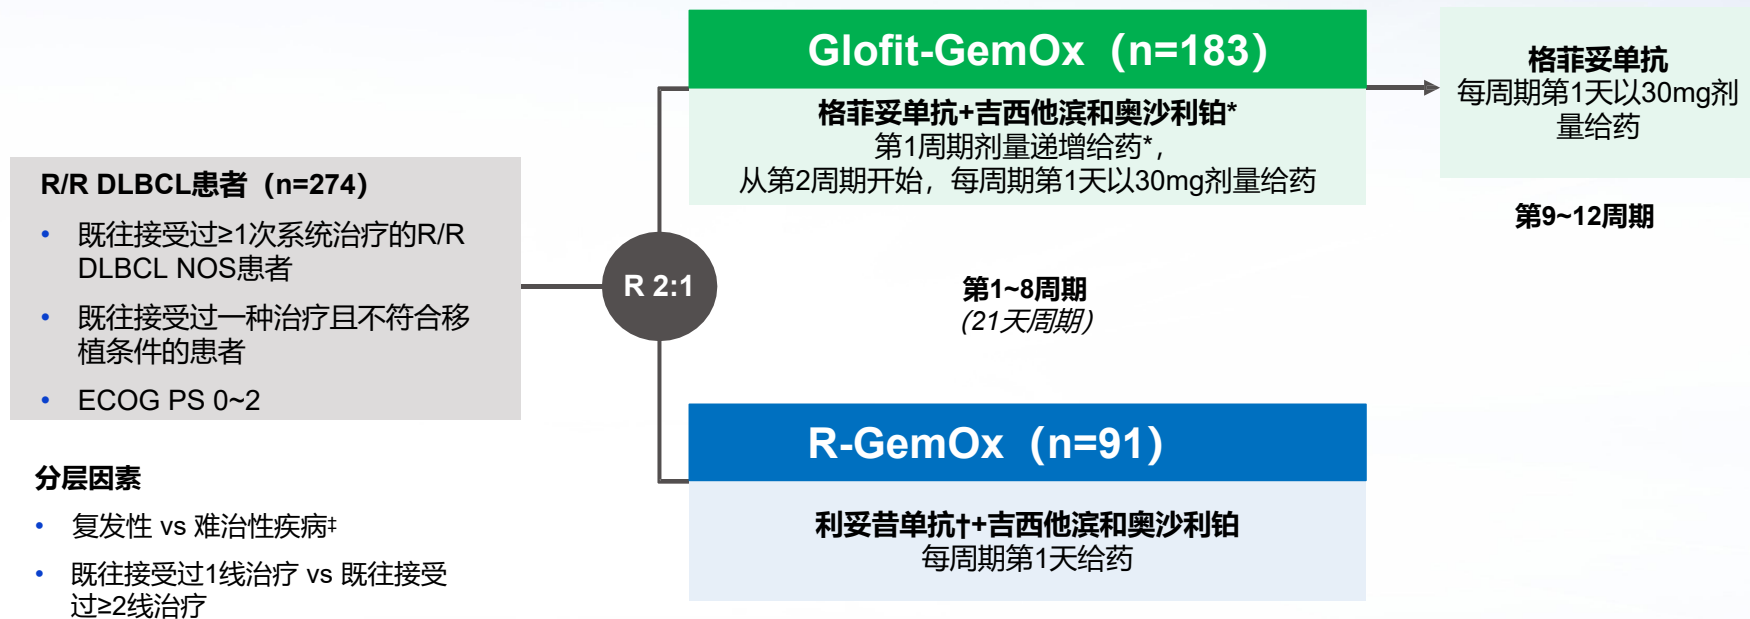 R/R DLBCL患者（n=274）
• 既往接受过≥1次系统治疗的R/R
DLBCL NOS患者
• 既往接受过一种治疗且不符合移
植条件的患者
• ECOG PS 0~2
分层因素
• 复发性 vs 难治性疾病‡
• 既往接受过1线治疗 vs 既往接受
过≥2线治疗
R 2:1
Glofit-GemOx（n=183）
格菲妥单抗+吉西他滨和奥沙利铂*
第1周期剂量递增给药*，
从第2周期开始，每周期第1天以30mg剂量给药
第1~8周期
（21天周期）
R-GemOx（n=91）
利妥昔单抗†+吉西他滨和奥沙利铂
每周期第1天给药
格菲妥单抗
每周期第1天以30mg剂
量给药
第9~12周期